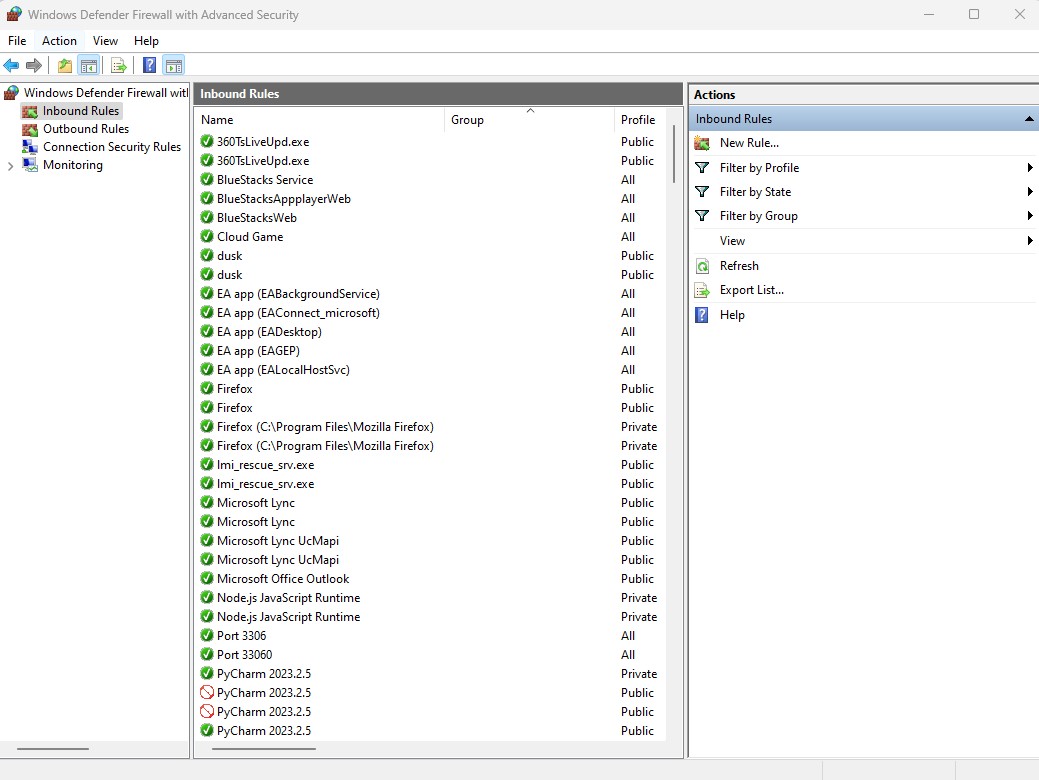 Windows Defender Firewall with Advanced Security
File Action View Help
Windows Defender Firewall with
Inbound Rules
Outbound Rules
Connection Security Rules
Monitoring
Inbound Rules
Name Group Profile
360TsLiveUpd.exe Public
360TsLiveUpd.exe Public
BlueStacks Service All
BlueStacksAppplayerWeb All
BlueStacksWeb All
Cloud Game All
dusk Public
dusk Public
EA app (EABackgroundService) All
EA app (EAConnect_microsoft) All
EA app (EADesktop) All
EA app (EAGEP) All
EA app (EALocalHostSvc) All
Firefox Public
Firefox Public
Firefox (C:\Program Files\Mozilla Firefox) Private
Firefox (C:\Program Files\Mozilla Firefox) Private
lmi_rescue_srv.exe Public
lmi_rescue_srv.exe Public
Microsoft Lync Public
Microsoft Lync Public
Microsoft Lync UcMapi Public
Microsoft Lync UcMapi Public
Microsoft Office Outlook Public
Node.js JavaScript Runtime Private
Node.js JavaScript Runtime Private
Port 3306 All
Port 33060 All
PyCharm 2023.2.5 Private
PyCharm 2023.2.5 Public
PyCharm 2023.2.5 Public
PyCharm 2023.2.5 Public
Actions
Inbound Rules
New Rule...
Filter by Profile
Filter by State
Filter by Group
View
Refresh
Export List...
Help